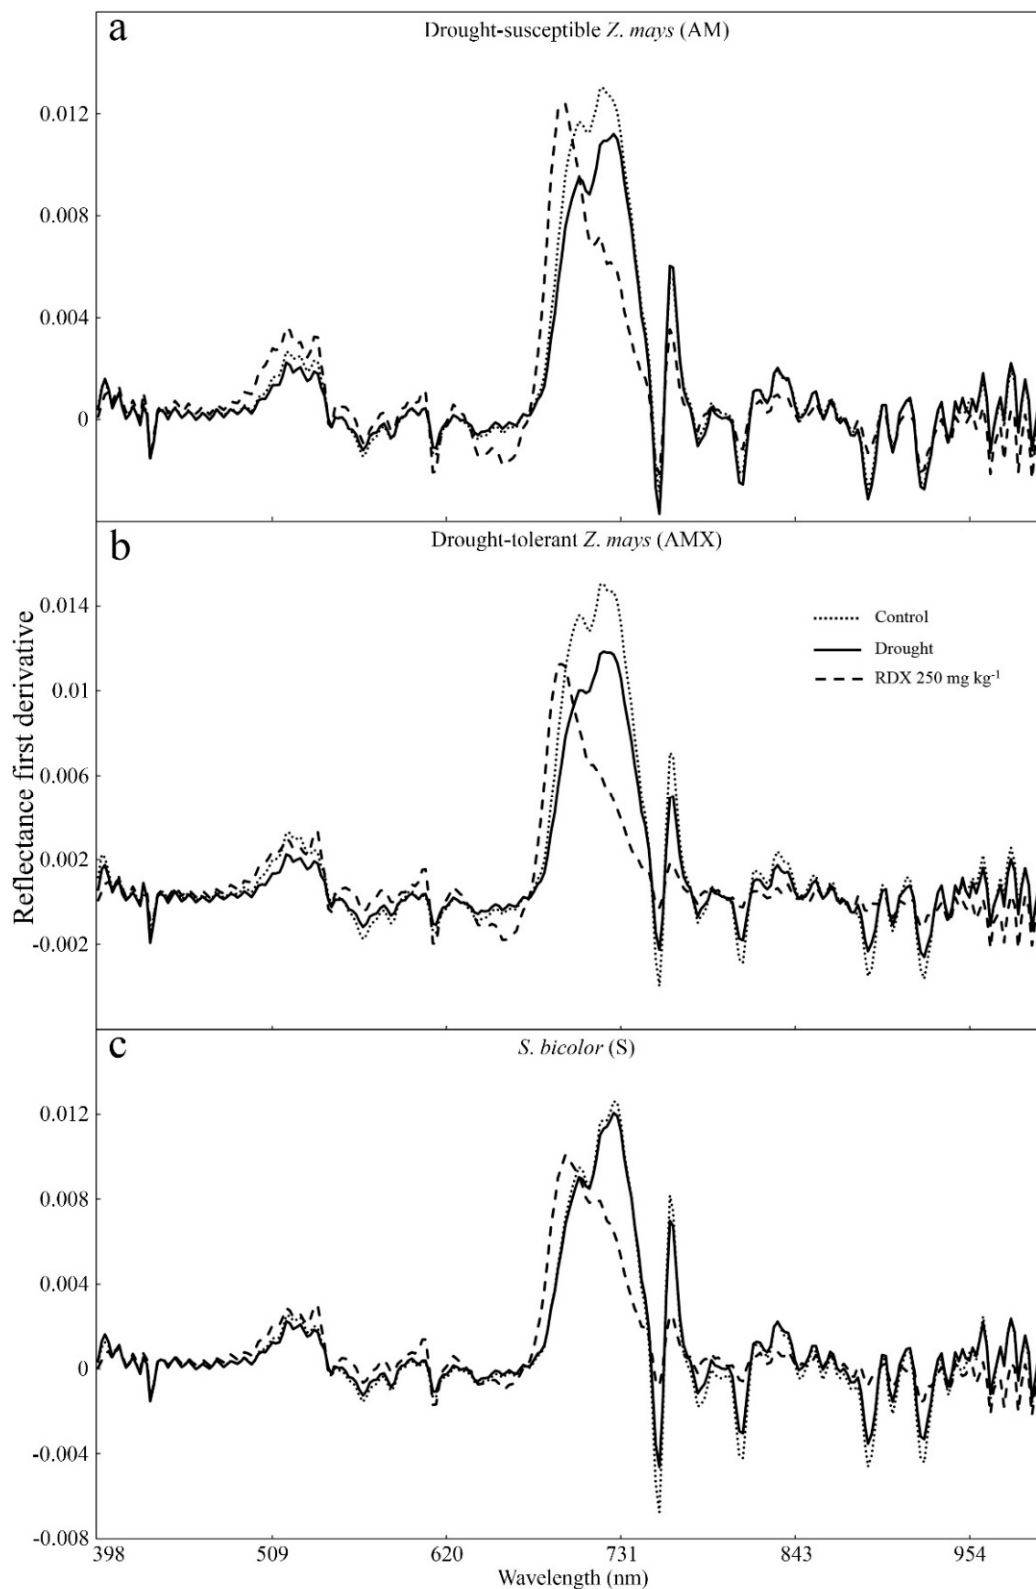 a
Drought-susceptible Z. mays (AM)
0.012
0.008
0.004
0
b
Drought-tolerant Z. mays (AMX)
0.014
0.01
0.006
0.002
-0.002
Control
Drought
RDX 250 mg kg⁻¹
Reflectance first derivative
c
S. bicolor (S)
0.012
0.008
0.004
0
-0.004
-0.008
398 509 620 731 843 954
Wavelength (nm)